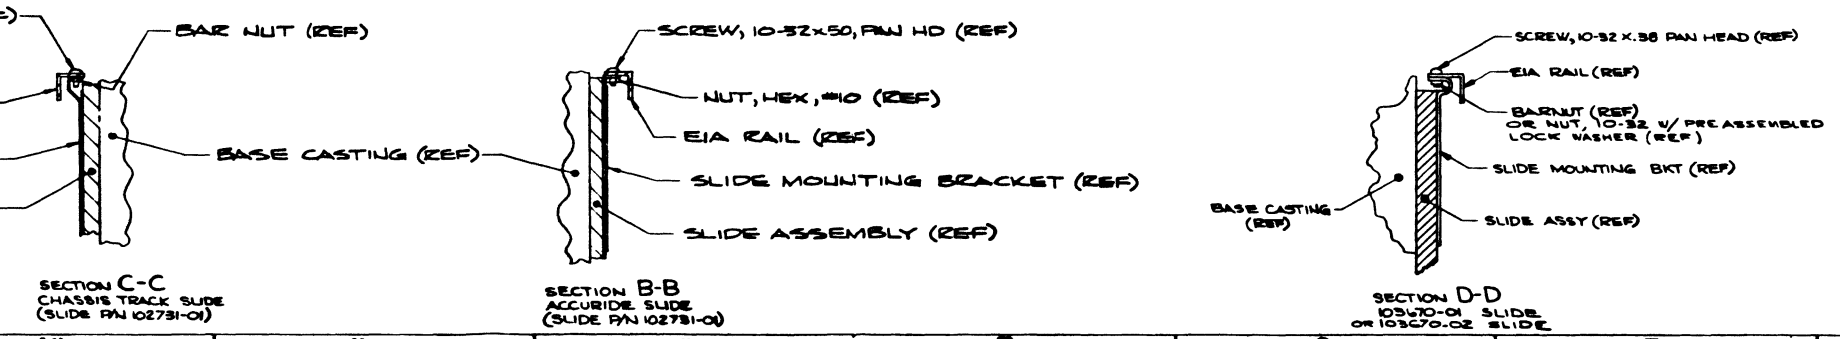 BAR NUT (REF)
BASE CASTING (REF)
SECTION C-C
CHASSIS TRACK SLIDE
(SLIDE P/N 102731-01)
SCREW, 10-32x50, PAN HD (REF)
NUT, HEX, #10 (REF)
EIA RAIL (REF)
SLIDE MOUNTING BRACKET (REF)
SLIDE ASSEMBLY (REF)
SECTION B-B
ACCURIDE SLIDE
(SLIDE P/N 102731-01)
SCREW, 10-32 X.38 PAN HEAD (REF)
EIA RAIL (REF)
BARNUT (REF)
OR NUT, 10-32 W/ PREASSEMBLED
LOCK WASHER (REF)
SLIDE MOUNTING BKT (REF)
BASE CASTING
(REF)
SLIDE ASSY (REF)
SECTION D-D
103670-01 SLIDE
OR 103670-02 SLIDE